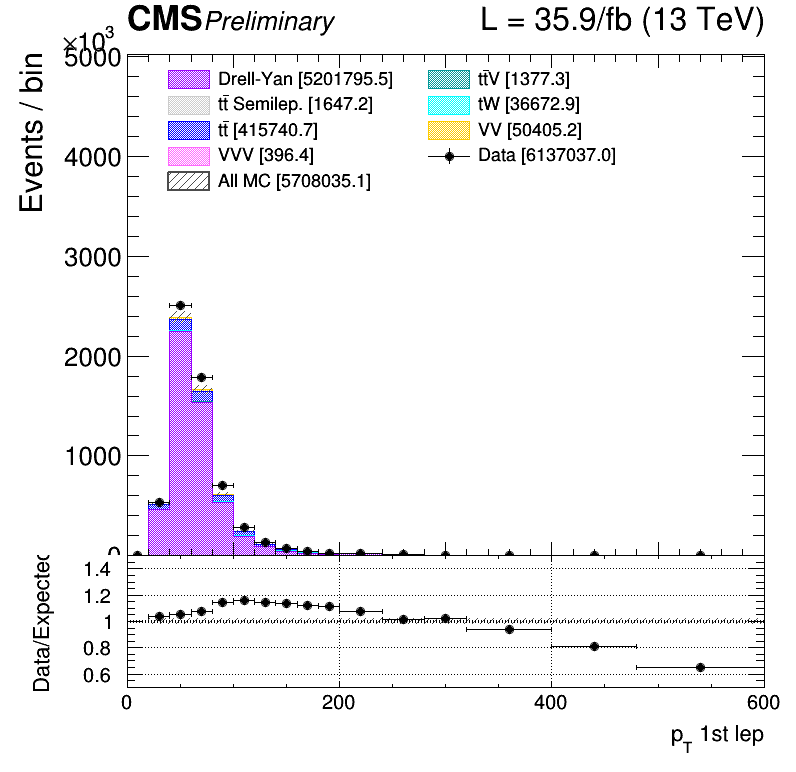 CMS Preliminary L = 35.9/fb (13 TeV)
×10³
Events / bin
5000
4000
3000
2000
1000
0
Drell-Yan [5201795.5]
tt̄ Semilep. [1647.2]
tt̄ [415740.7]
VVV [396.4]
All MC [5708035.1]
tt̄V [1377.3]
tW [36672.9]
VV [50405.2]
Data [6137037.0]
Data/Expected
1.4
1.2
1
0.8
0.6
0 200 400 600
p_T 1st lep